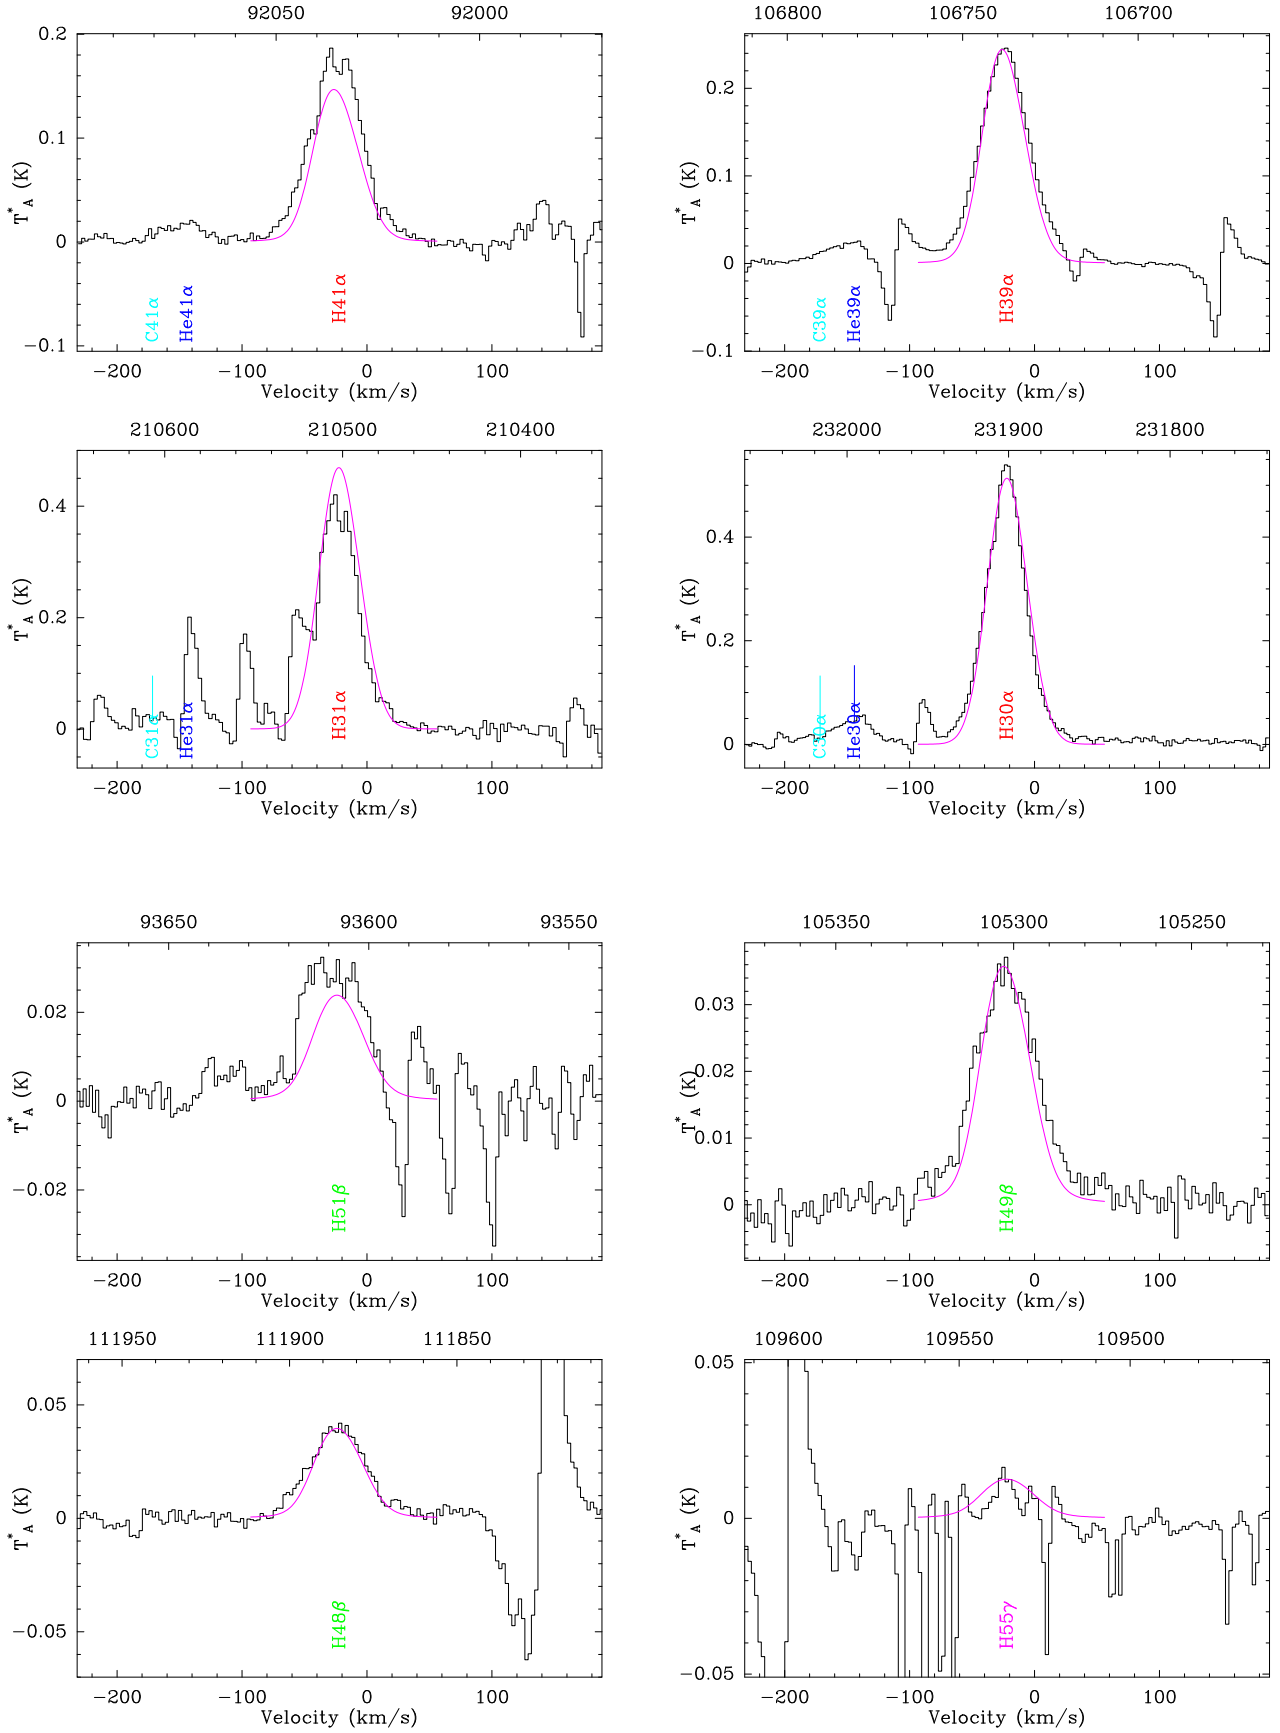 92050 92000
T*A (K)
0.2
0.1
0
−0.1
C41α
He41α
H41α
−200 −100 0 100
Velocity (km/s)
106800 106750 106700
T*A (K)
0.2
0.1
0
−0.1
C39α
He39α
H39α
−200 −100 0 100
Velocity (km/s)
210600 210500 210400
T*A (K)
0.4
0.2
0
C31α
He31α
H31α
−200 −100 0 100
Velocity (km/s)
232000 231900 231800
T*A (K)
0.4
0.2
0
C30α
He30α
H30α
−200 −100 0 100
Velocity (km/s)
93650 93600 93550
T*A (K)
0.02
0
−0.02
H51β
−200 −100 0 100
Velocity (km/s)
105350 105300 105250
T*A (K)
0.03
0.02
0.01
0
H49β
−200 −100 0 100
Velocity (km/s)
111950 111900 111850
T*A (K)
0.05
0
−0.05
H48β
−200 −100 0 100
Velocity (km/s)
109600 109550 109500
T*A (K)
0.05
0
−0.05
H55γ
−200 −100 0 100
Velocity (km/s)